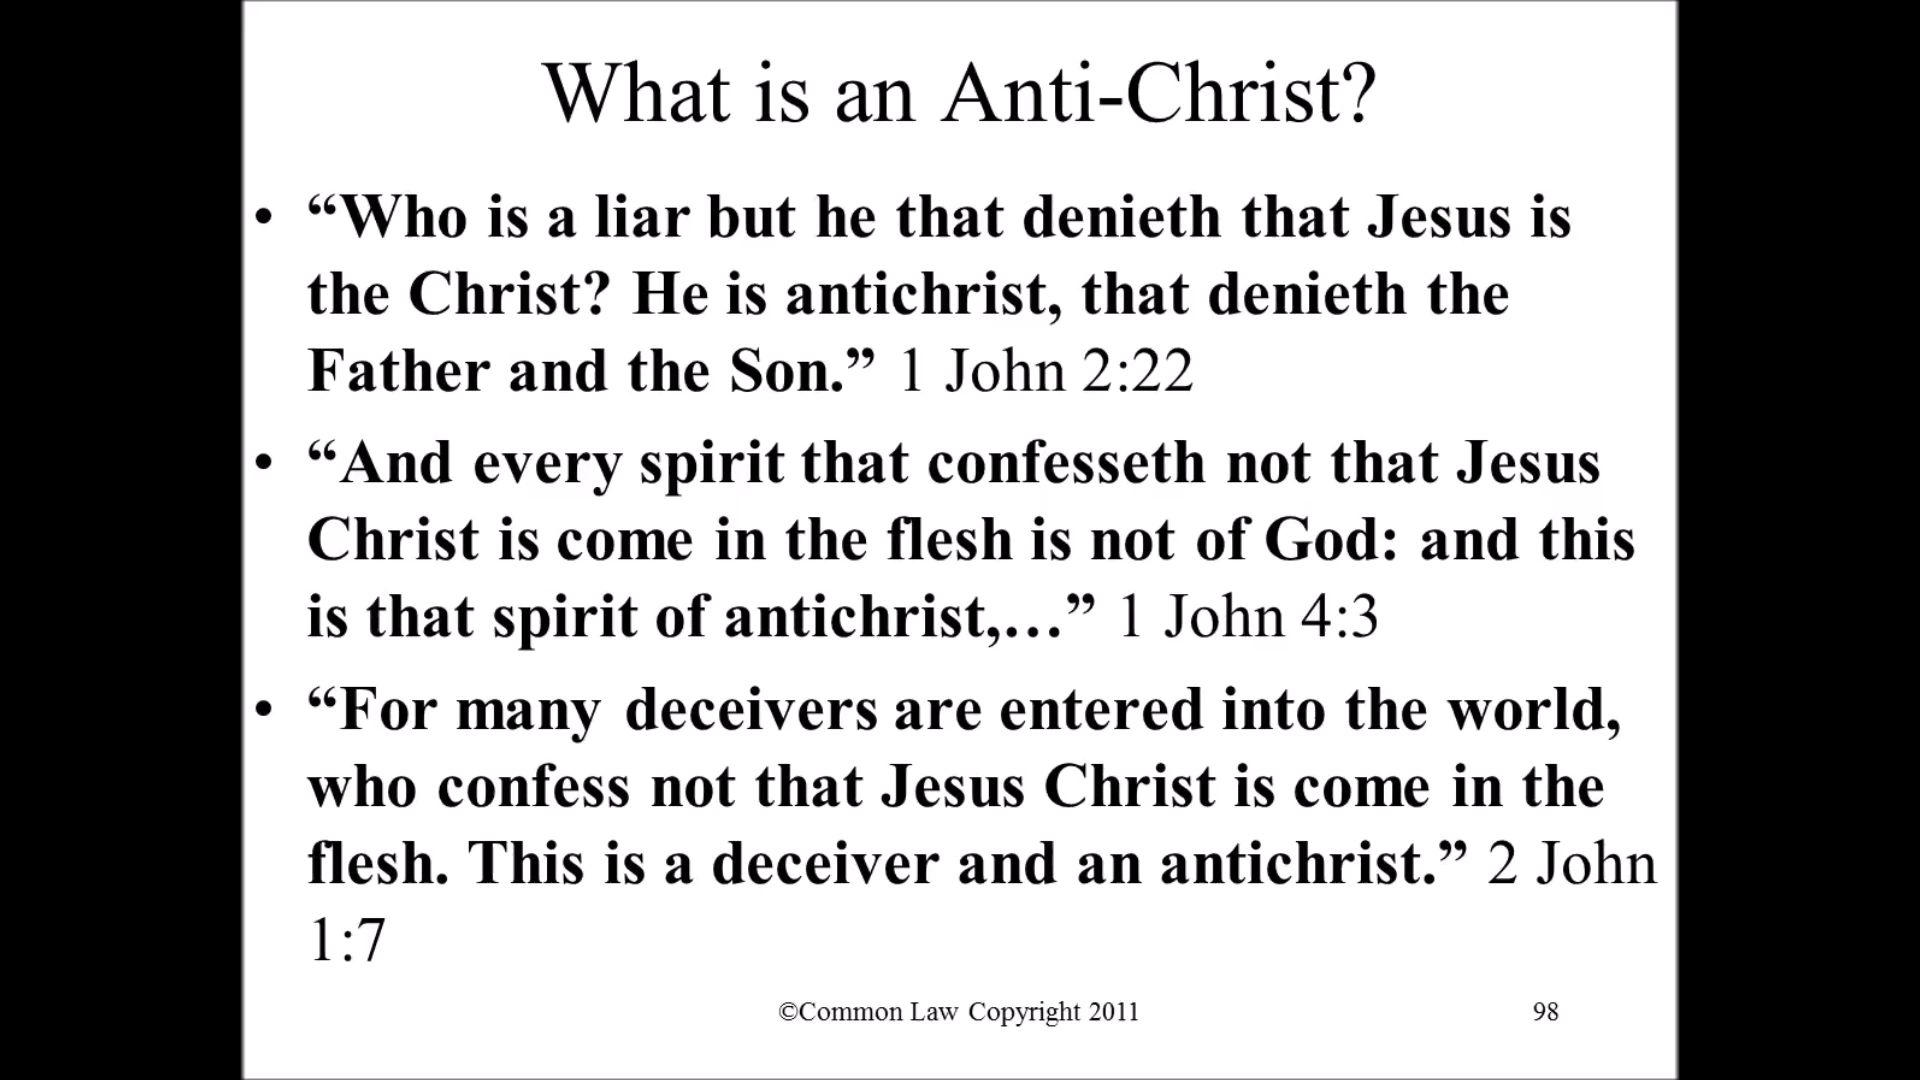 What is an Anti-Christ?
• “Who is a liar but he that denieth that Jesus is
the Christ? He is antichrist, that denieth the
Father and the Son.” 1 John 2:22
• “And every spirit that confesseth not that Jesus
Christ is come in the flesh is not of God: and this
is that spirit of antichrist,…” 1 John 4:3
• “For many deceivers are entered into the world,
who confess not that Jesus Christ is come in the
flesh. This is a deceiver and an antichrist.” 2 John
1:7
©Common Law Copyright 2011
98